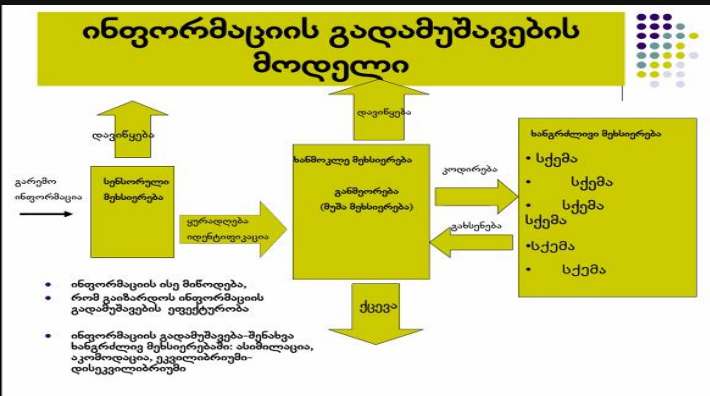 ინფორმაციის გადამუშავების
მოდელი
დავიწყება
დავიწყება
გარემო
ინფორმაცია
სენსორული
მეხსიერება
ყურადღება
იდენტიფიკაცია
ხანმოკლე მეხსიერება
განმეორება
(მუშა მეხსიერება)
კოდირება
გახსენება
ხანგრძლივი მეხსიერება
• სქემა
• სქემა
• სქემა
სქემა
•სქემა
• სქემა
ქცევა
• ინფორმაციის ისე მიწოდება,
• რომ გაიზარდოს ინფორმაციის
გადამუშავების ეფექტურობა
• ინფორმაციის გადამუშავება-შენახვა
ხანგრძლივ მეხსიერებაში: ასიმილაცია,
აკომოდაცია, ეკვილიბრიუმი-
დისეკვილიბრიუმი